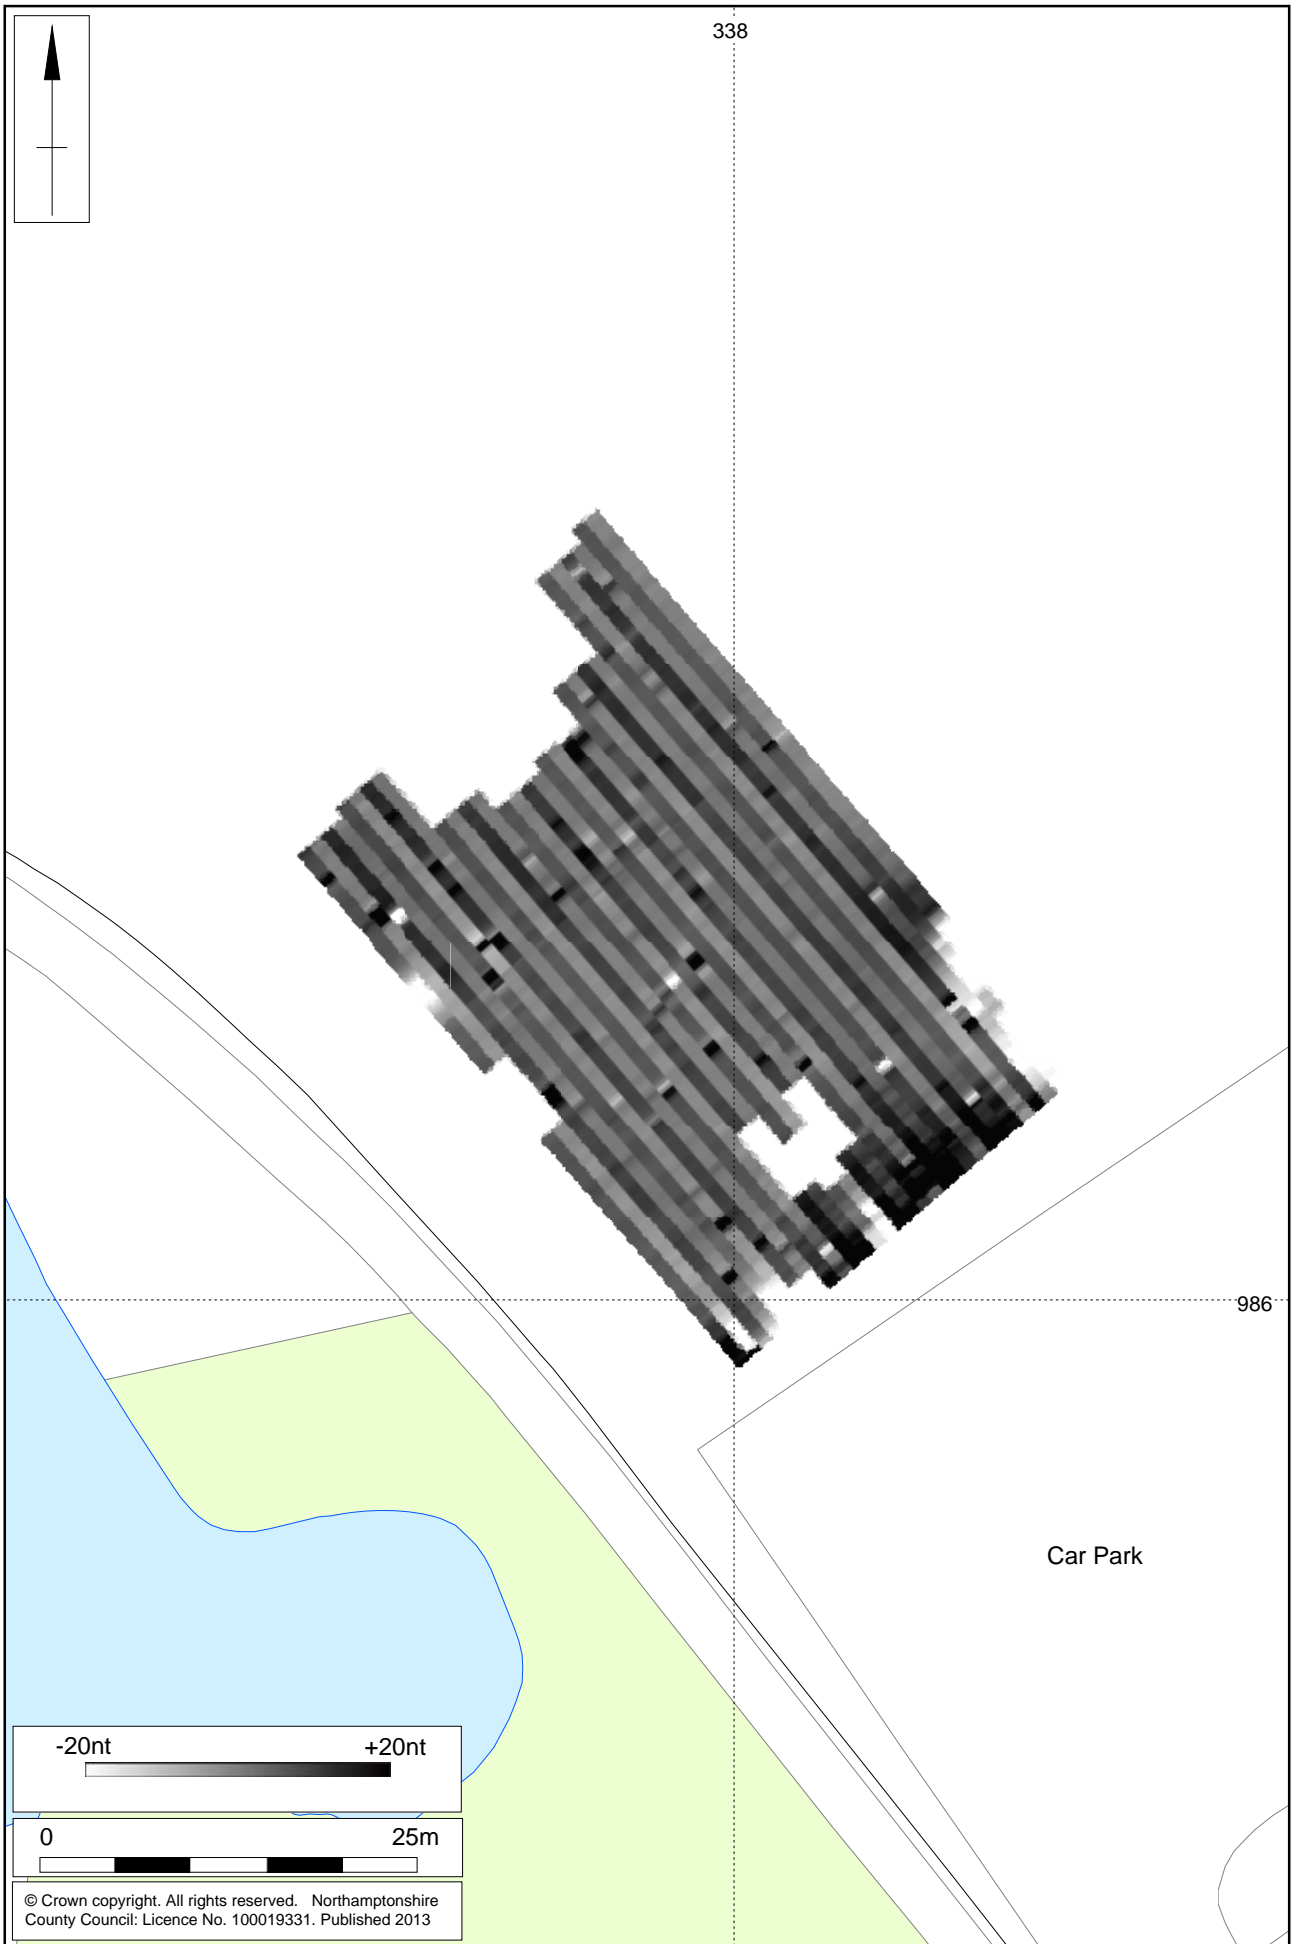 338
986
Car Park
-20nt +20nt
0 25m
© Crown copyright. All rights reserved. Northamptonshire
County Council: Licence No. 100019331. Published 2013